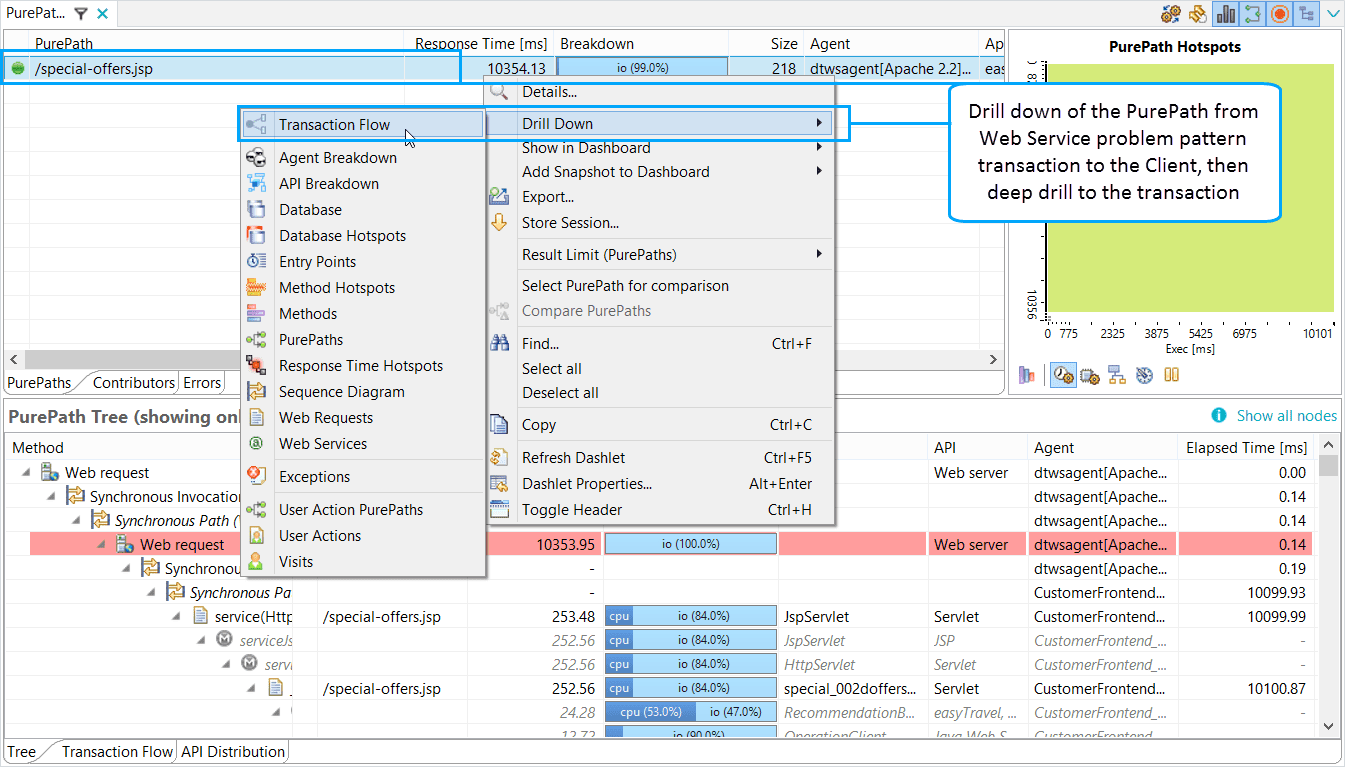 PurePat...
PurePath Response Time [ms] Breakdown Size Agent Ap
/special-offers.jsp 10354.13 io (99.0%) 218 dtwsagent[Apache 2.2]... eas
Details...
Drill Down
Show in Dashboard
Add Snapshot to Dashboard
Export...
Store Session...
Result Limit (PurePaths)
Select PurePath for comparison
Compare PurePaths
Find... Ctrl+F
Select all
Deselect all
Copy Ctrl+C
Refresh Dashlet Ctrl+F5
Dashlet Properties... Alt+Enter
Toggle Header Ctrl+H
Transaction Flow
Agent Breakdown
API Breakdown
Database
Database Hotspots
Entry Points
Method Hotspots
Methods
PurePaths
Response Time Hotspots
Sequence Diagram
Web Requests
Web Services
Exceptions
User Action PurePaths
User Actions
Visits
PurePath Hotspots
Drill down of the PurePath from
Web Service problem pattern
transaction to the Client, then
deep drill to the transaction
10356
0 775 2325 3875 5425 6975 10101
Exec [ms]
PurePaths Contributors Errors
PurePath Tree (showing onl
Show all nodes
Method API Agent Elapsed Time [ms]
Web request Web server dtwsagent[Apache... 0.00
Synchronous Invocation dtwsagent[Apache... 0.14
Synchronous Path ( dtwsagent[Apache... 0.14
Web request 10353.95 io (100.0%) Web server dtwsagent[Apache... 0.14
Synchronou - dtwsagent[Apache... 0.19
Synchronous Pa - CustomerFrontend... 10099.93
service(Http /special-offers.jsp 253.48 cpu io (84.0%) JspServlet Servlet CustomerFrontend... 10099.99
serviceJs 252.56 cpu io (84.0%) JspServlet JSP CustomerFrontend_... -
servi 252.56 cpu io (84.0%) HttpServlet Servlet CustomerFrontend_... -
/special-offers.jsp 252.56 cpu io (84.0%) special_002doffers... Servlet CustomerFrontend... 10100.87
24.28 cpu (53.0%) io (47.0%) RecommendationB... easyTravel, ... CustomerFrontend_... -
12.72 io (90.0%) OperationClient Java Web S... CustomerFrontend_...
Tree Transaction Flow API Distribution